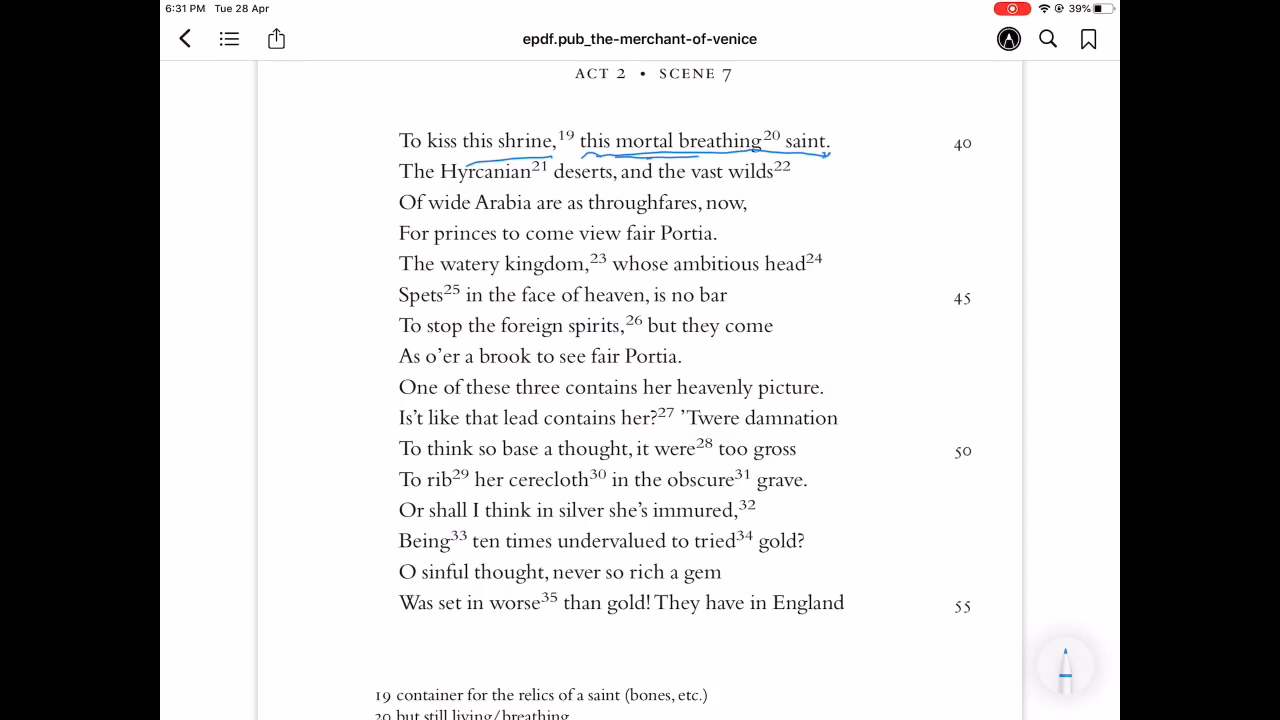 6:31 PM Tue 28 Apr
39%
epdf.pub_the-merchant-of-venice
ACT 2 • SCENE 7
To kiss this shrine,19 this mortal breathing20 saint. 40
The Hyrcanian21 deserts, and the vast wilds22
Of wide Arabia are as throughfares, now,
For princes to come view fair Portia.
The watery kingdom,23 whose ambitious head24
Spets25 in the face of heaven, is no bar 45
To stop the foreign spirits,26 but they come
As o'er a brook to see fair Portia.
One of these three contains her heavenly picture.
Is't like that lead contains her?27 'Twere damnation
To think so base a thought, it were28 too gross 50
To rib29 her cerecloth30 in the obscure31 grave.
Or shall I think in silver she's immured,32
Being33 ten times undervalued to tried34 gold?
O sinful thought, never so rich a gem
Was set in worse35 than gold! They have in England 55
19 container for the relics of a saint (bones, etc.)
20 but still living/breathing